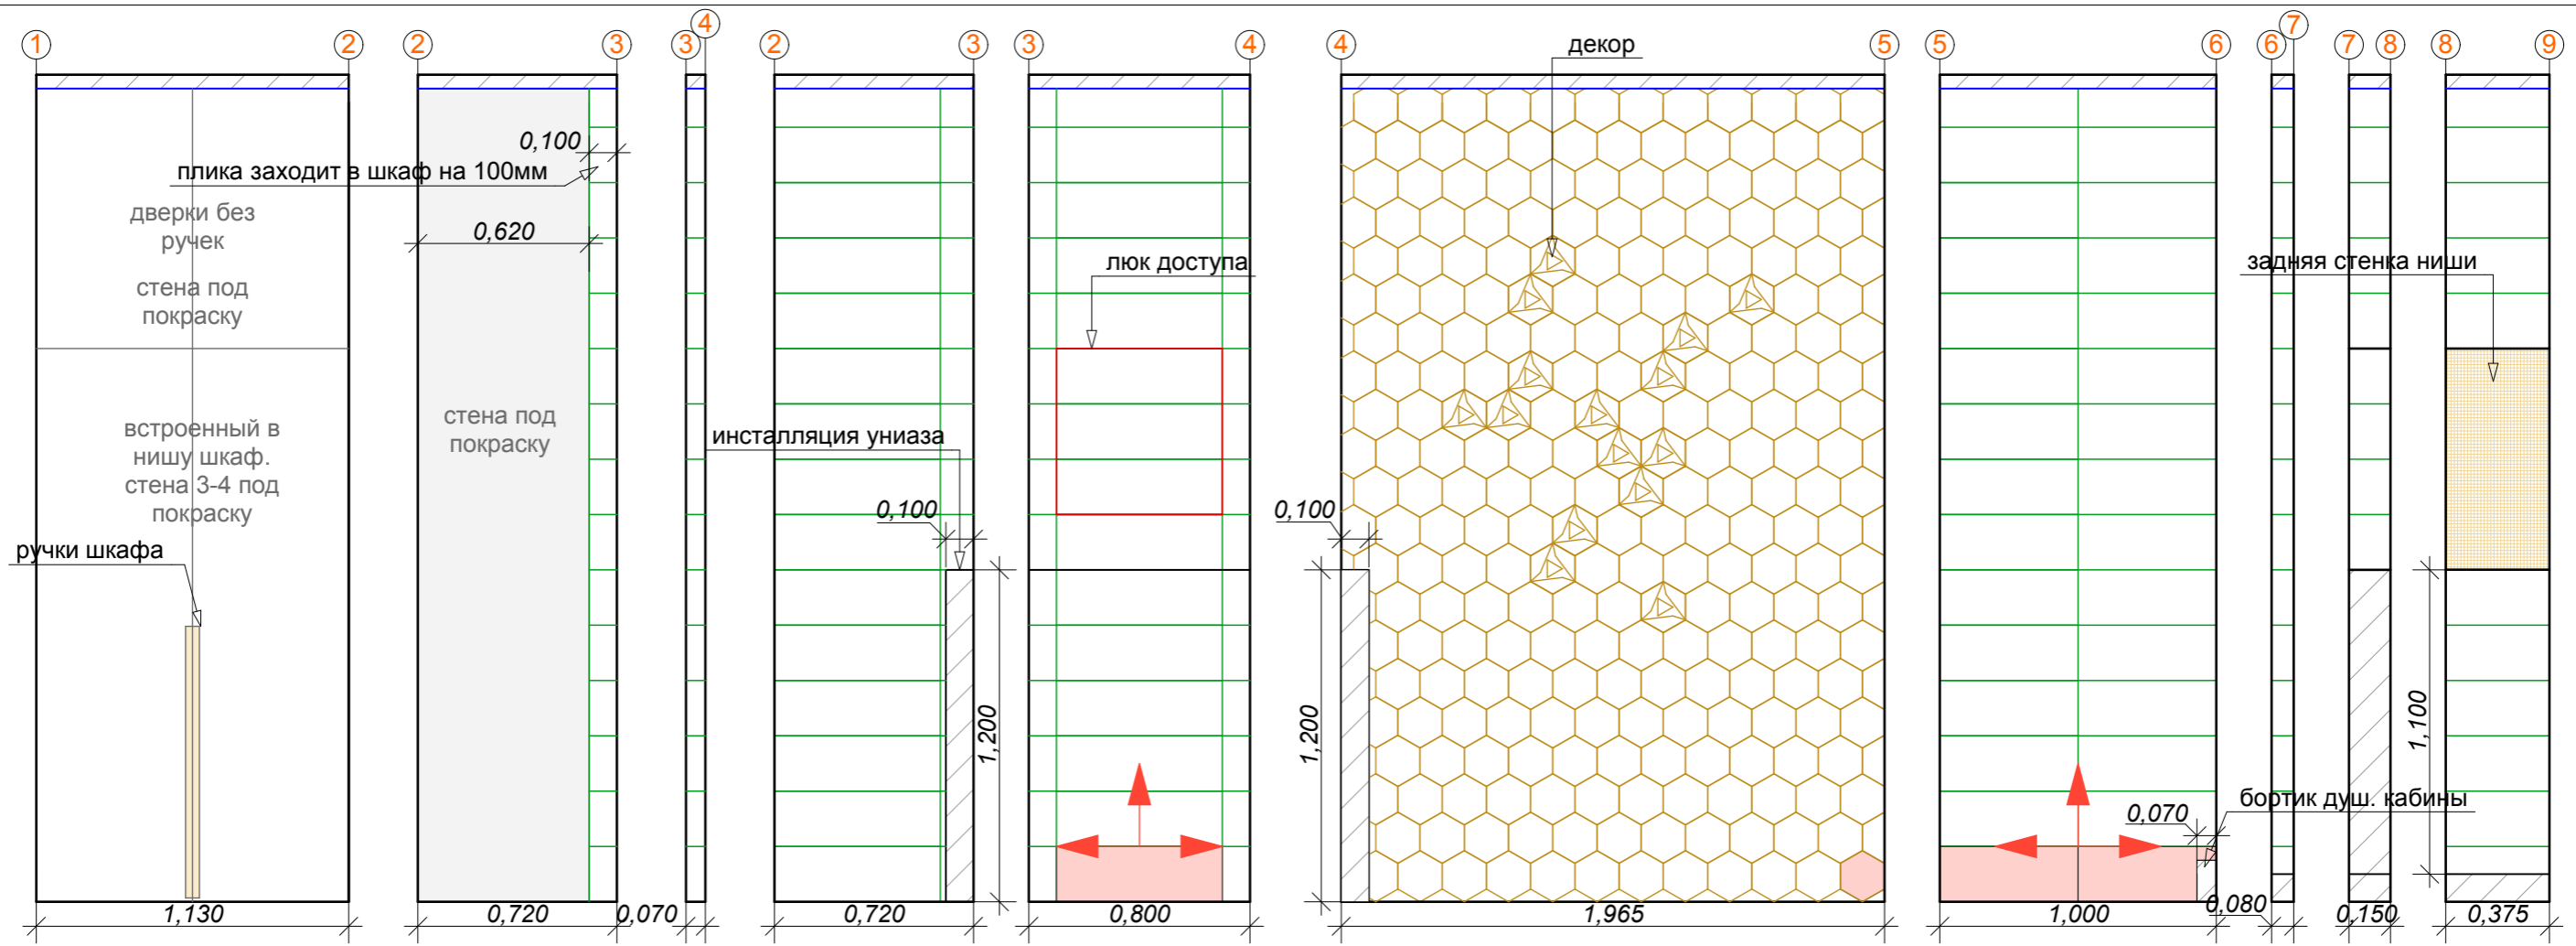 1 2 2 3 3 4 2 3 3 4 4 5 5 6 6 7 7 8 8 9
декор
0,100
плика заходит в шкаф на 100мм
дверки без
ручек
0,620
люк доступа
задняя стенка ниши
стена под
покраску
встроенный в
нишу шкаф.
стена 3-4 под
покраску
стена под
покраску
инсталляция униаза
0,100
0,100
ручки шкафа
1,200
1,200
1,100
0,070
бортик душ. кабины
1,130
0,720
0,070
0,720
0,800
1,965
1,000
0,080
0,150
0,375